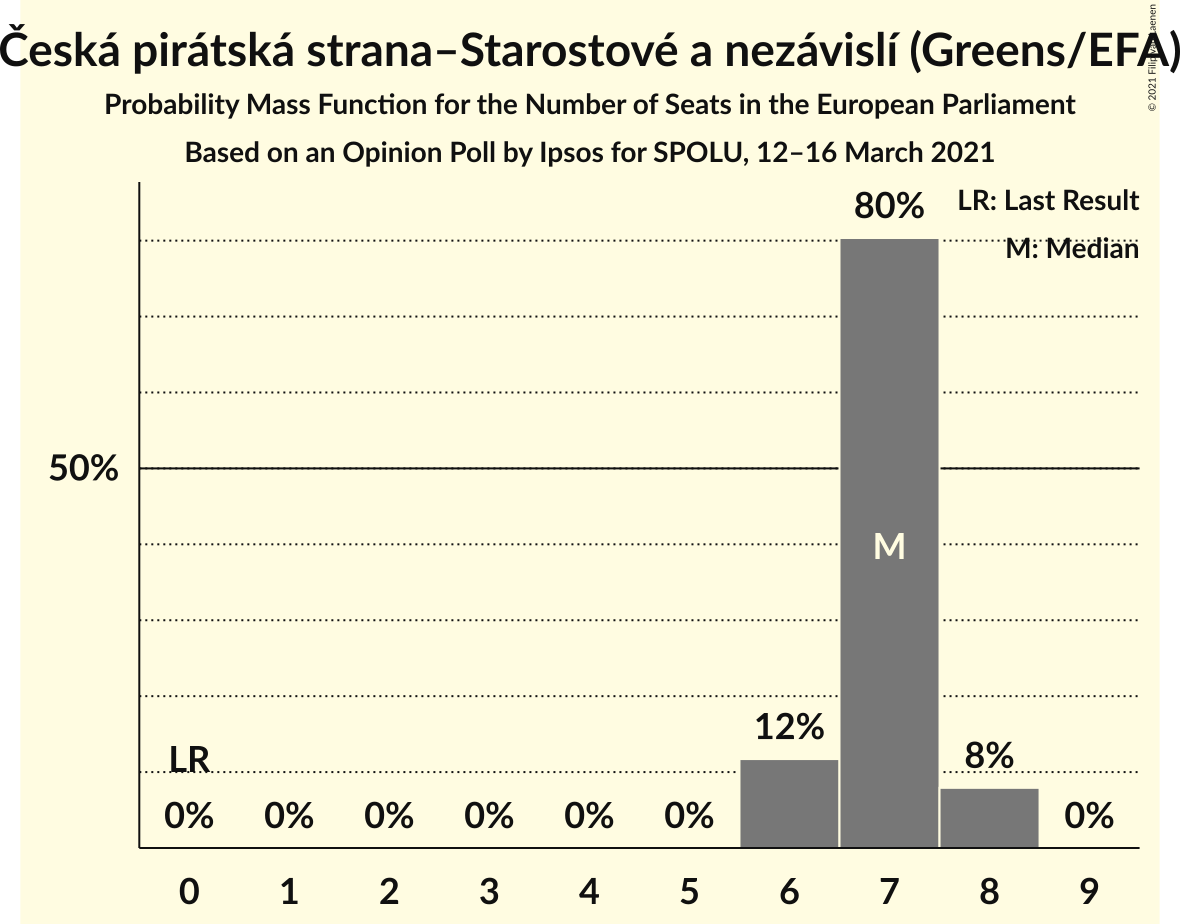 Česká pirátská strana–Starostové a nezávislí (Greens/EFA)
Probability Mass Function for the Number of Seats in the European Parliament
Based on an Opinion Poll by Ipsos for SPOLU, 12–16 March 2021
© 2021 Filip
LR: Last Result
M: Median
80%
50%
M
12%
8%
LR
0% 0% 0% 0% 0% 0% 0%
0 1 2 3 4 5 6 7 8 9